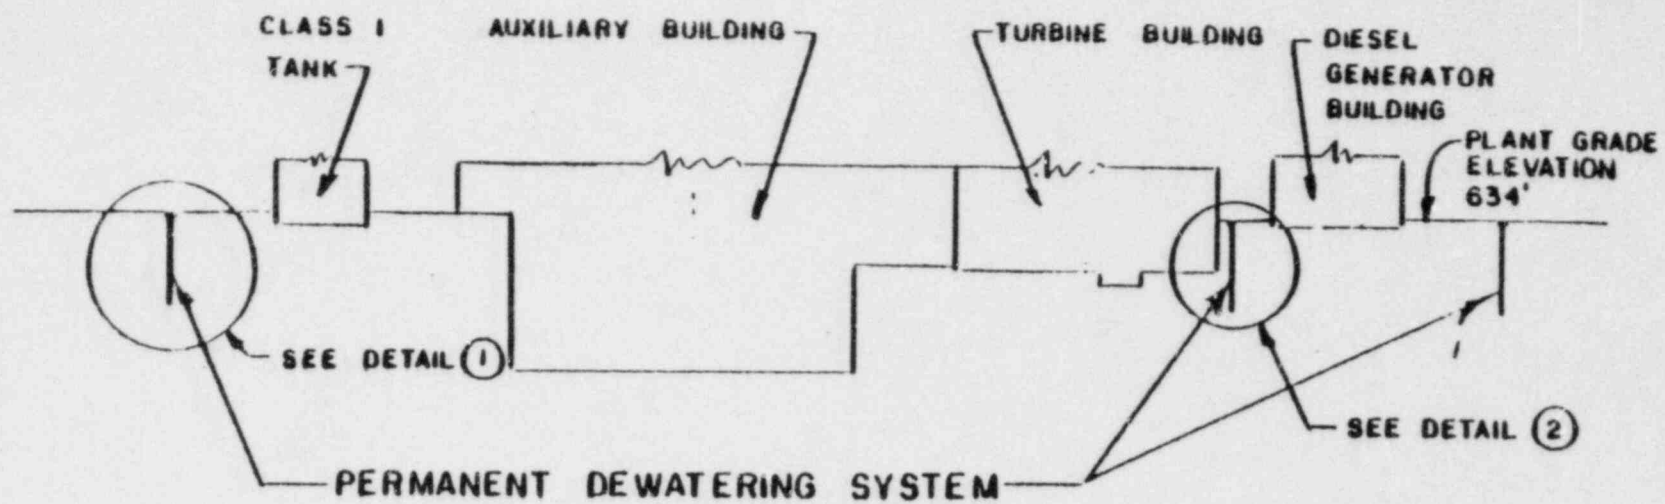 CLASS 1
TANK
AUXILIARY BUILDING
TURBINE BUILDING
DIESEL
GENERATOR
BUILDING
PLANT GRADE
ELEVATION
634'
SEE DETAIL 1
SEE DETAIL 2
PERMANENT DEWATERING SYSTEM